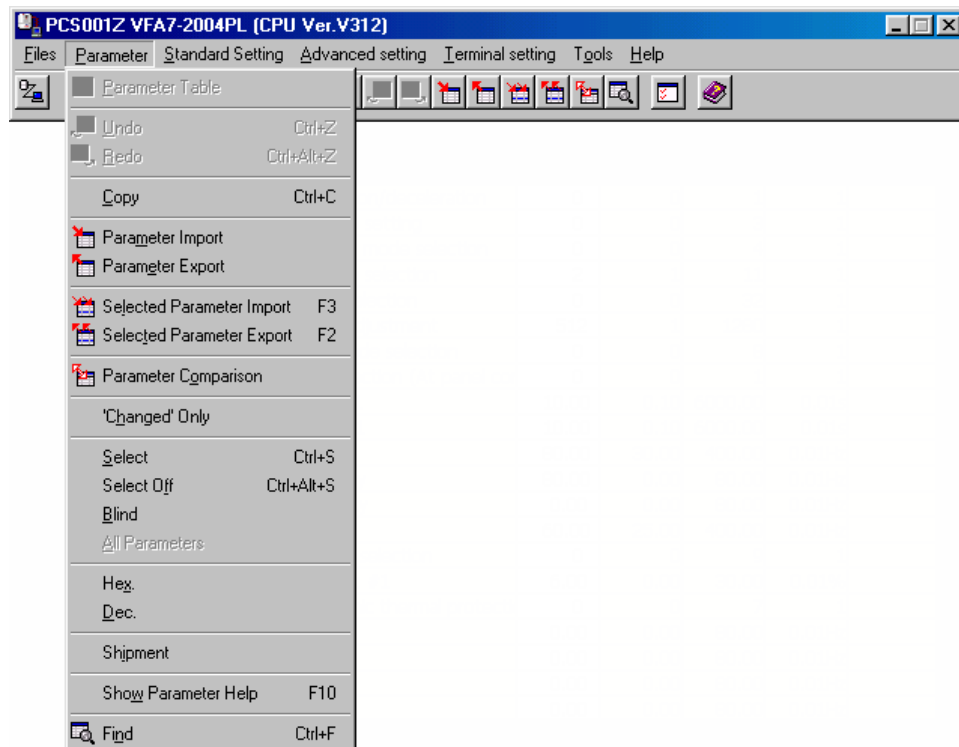 PCS001Z VFA7-2004PL (CPU Ver.V312)
Files Parameter Standard Setting Advanced setting Terminal setting Tools Help
Parameter Table
Undo Ctrl+Z
Redo Ctrl+Alt+Z
Copy Ctrl+C
Parameter Import
Parameter Export
Selected Parameter Import F3
Selected Parameter Export F2
Parameter Comparison
'Changed' Only
Select Ctrl+S
Select Off Ctrl+Alt+S
Blind
All Parameters
Hex.
Dec.
Shipment
Show Parameter Help F10
Find Ctrl+F